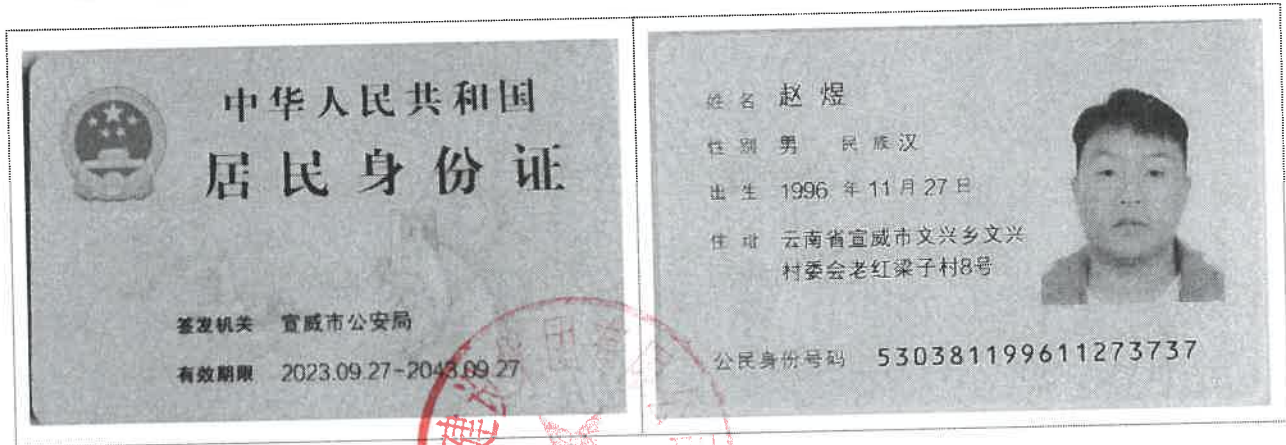 中华人民共和国
居民身份证
签发机关 宣威市公安局
有效期限 2023.09.27-2043.09.27
姓名 赵煜
性别 男 民族 汉
出生 1996 年 11 月 27 日
住址 云南省宣威市文兴乡文兴
村委会老红梁子村8号
公民身份号码 530381199611273737
建设